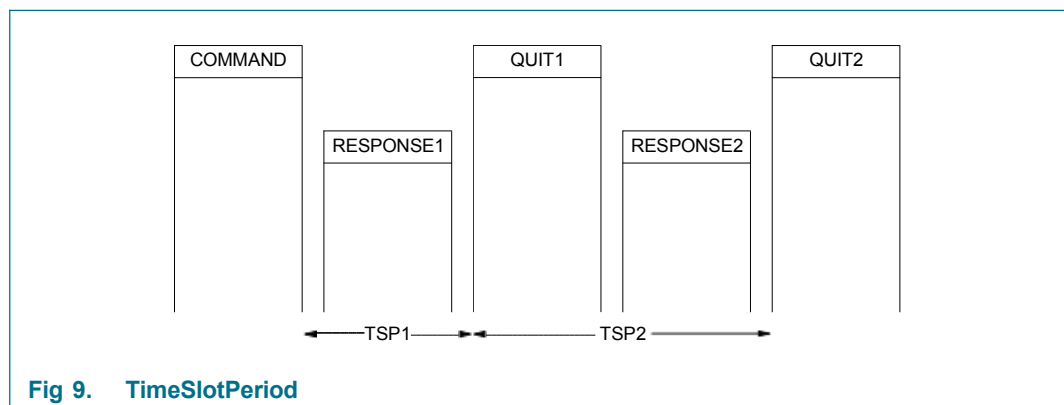 COMMAND QUIT1 QUIT2
RESPONSE1 RESPONSE2
TSP1 TSP2
Fig 9. TimeSlotPeriod